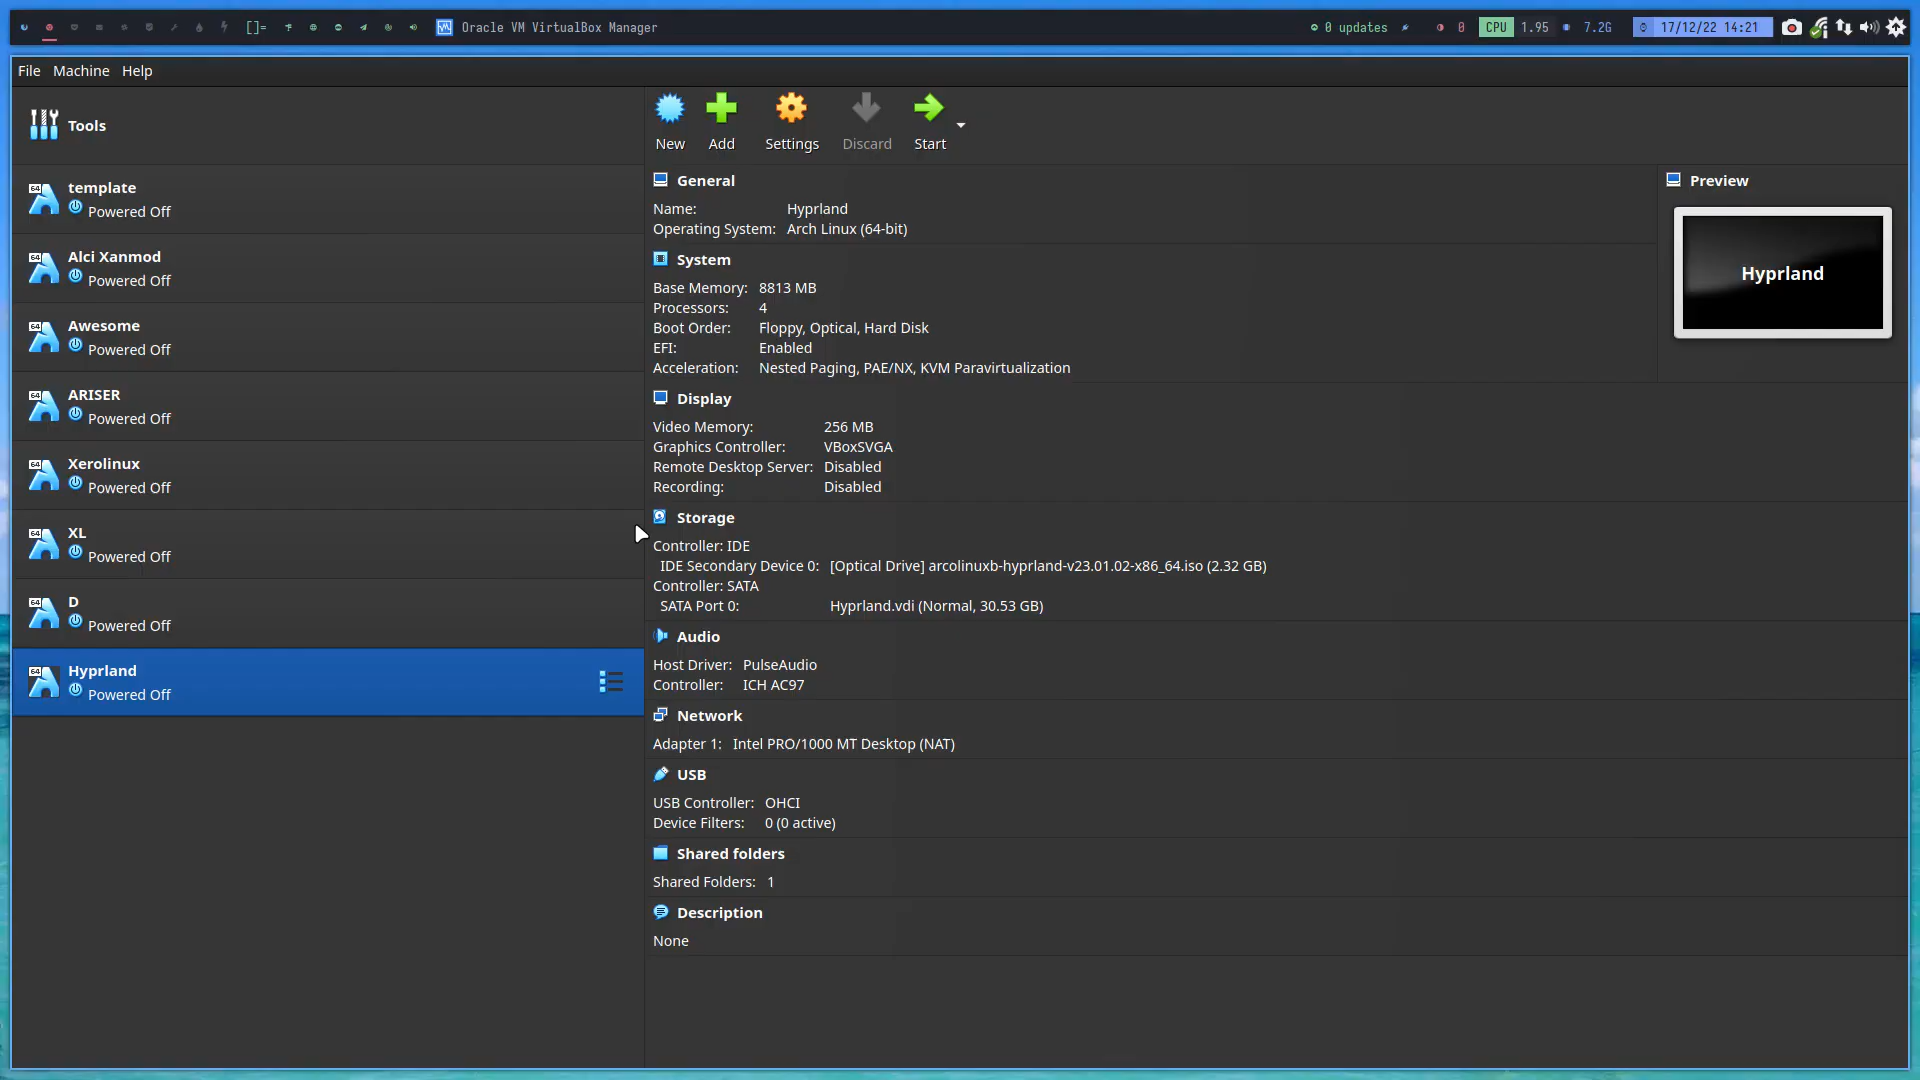 []=
Oracle VM VirtualBox Manager
0 updates
0
CPU 1.95
7.2G
17/12/22 14:21
File Machine Help
Tools
New Add Settings Discard Start
64 template
Powered Off
64 Alci Xanmod
Powered Off
64 Awesome
Powered Off
64 ARISER
Powered Off
64 Xerolinux
Powered Off
64 XL
Powered Off
64 D
Powered Off
64 Hyprland
Powered Off
General
Name: Hyprland
Operating System: Arch Linux (64-bit)
System
Base Memory: 8813 MB
Processors: 4
Boot Order: Floppy, Optical, Hard Disk
EFI: Enabled
Acceleration: Nested Paging, PAE/NX, KVM Paravirtualization
Preview
Hyprland
Display
Video Memory: 256 MB
Graphics Controller: VBoxSVGA
Remote Desktop Server: Disabled
Recording: Disabled
Storage
Controller: IDE
IDE Secondary Device 0: [Optical Drive] arcolinuxb-hyprland-v23.01.02-x86_64.iso (2.32 GB)
Controller: SATA
SATA Port 0: Hyprland.vdi (Normal, 30.53 GB)
Audio
Host Driver: PulseAudio
Controller: ICH AC97
Network
Adapter 1: Intel PRO/1000 MT Desktop (NAT)
USB
USB Controller: OHCI
Device Filters: 0 (0 active)
Shared folders
Shared Folders: 1
Description
None